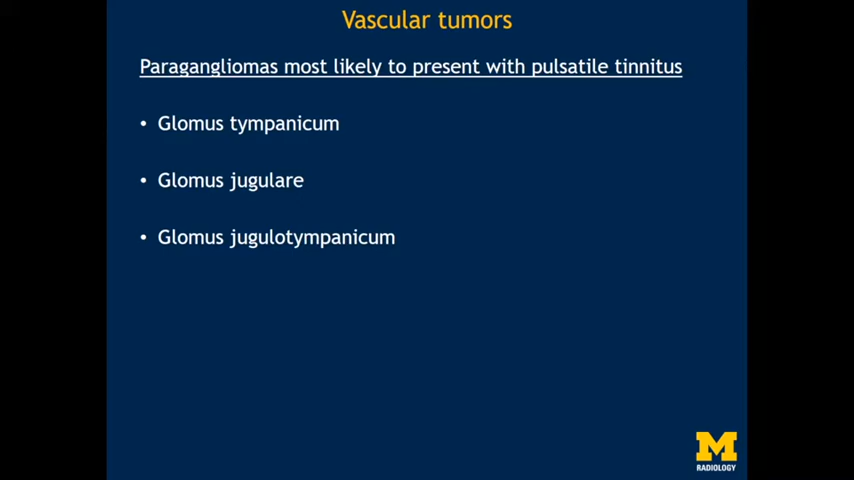 Vascular tumors
Paragangliomas most likely to present with pulsatile tinnitus
• Glomus tympanicum
• Glomus jugulare
• Glomus jugulotympanicum
M
RADIOLOGY